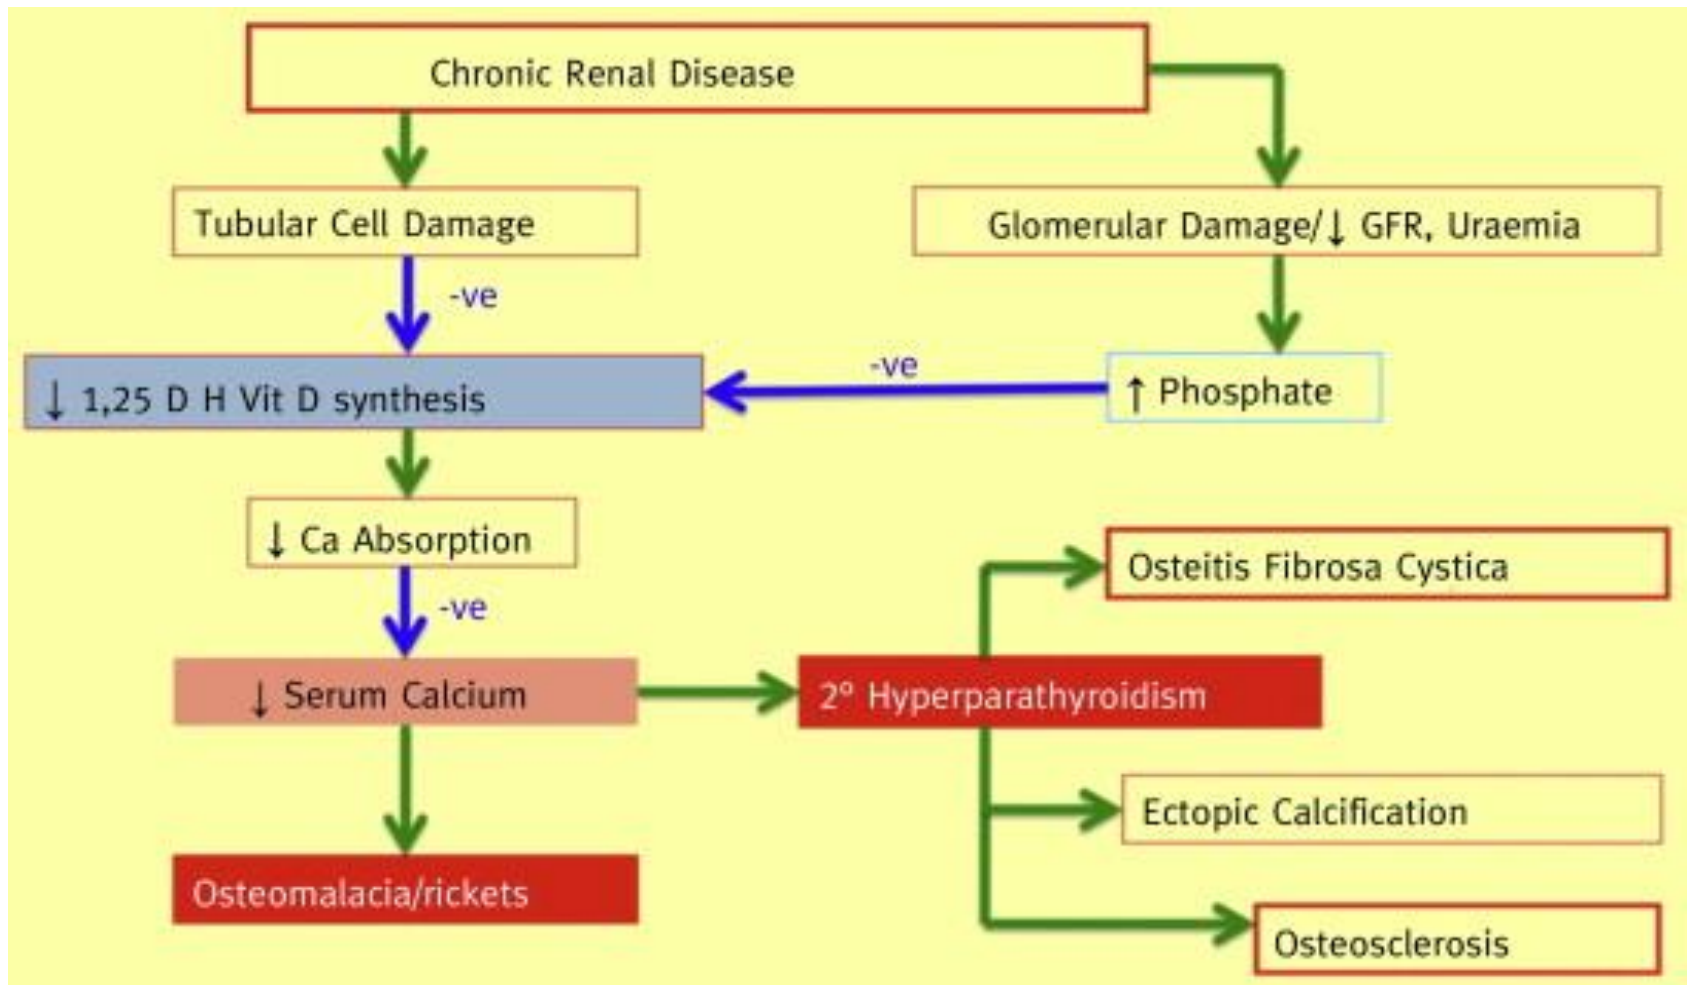 Chronic Renal Disease
Tubular Cell Damage
Glomerular Damage/↓ GFR, Uraemia
-ve
-ve
↓ 1,25 D H Vit D synthesis
↑ Phosphate
↓ Ca Absorption
Osteitis Fibrosa Cystica
-ve
↓ Serum Calcium
2º Hyperparathyroidism
Ectopic Calcification
Osteomalacia/rickets
Osteosclerosis